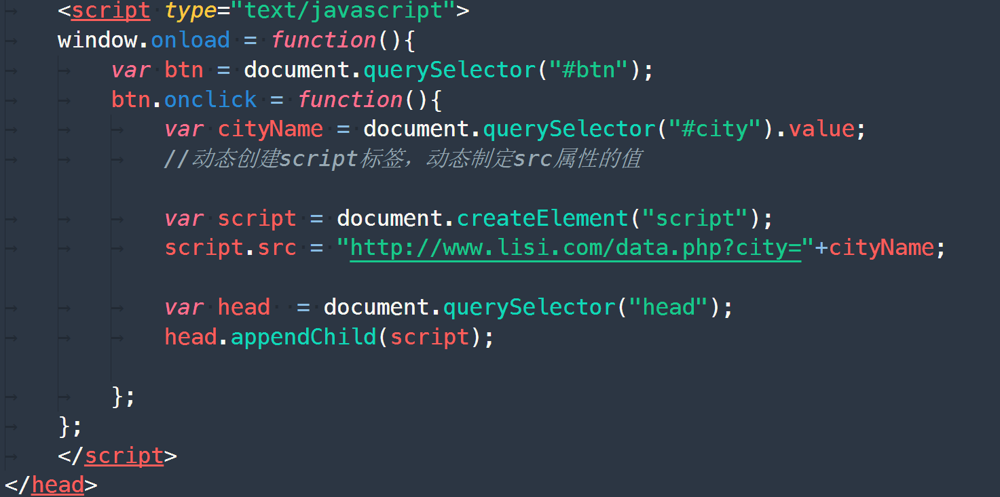 <script type="text/javascript">
window.onload = function(){
var btn = document.querySelector("#btn");
btn.onclick = function(){
var cityName = document.querySelector("#city").value;
//动态创建script标签，动态制定src属性的值
var script = document.createElement("script");
script.src = "http://www.lisi.com/data.php?city="+cityName;
var head  = document.querySelector("head");
head.appendChild(script);
};
};
</script>
</head>